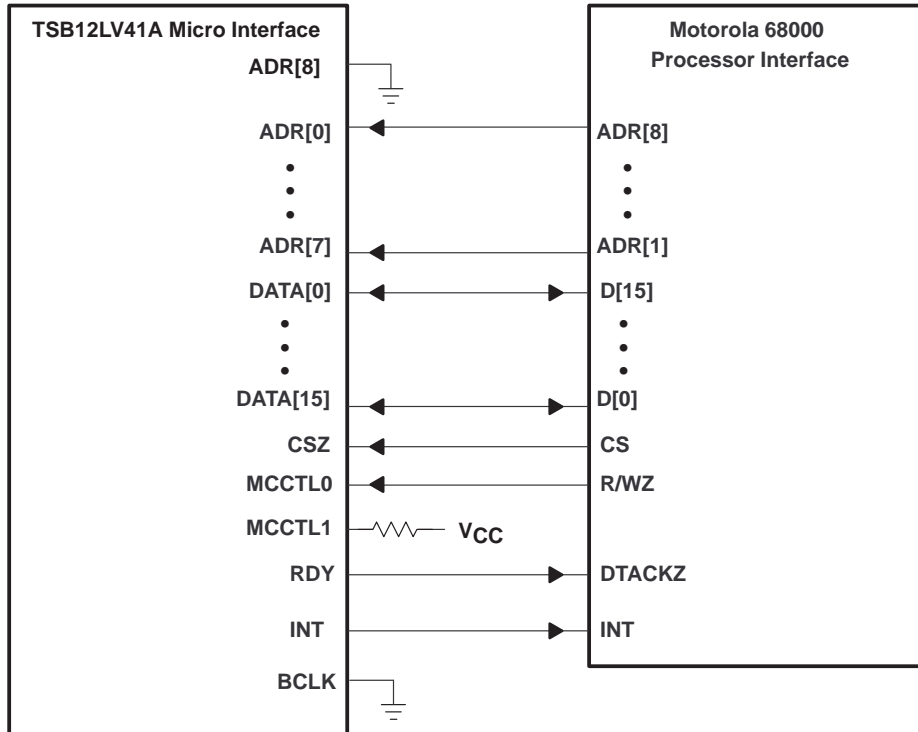 TSB12LV41A Micro Interface
Motorola 68000
Processor Interface
ADR[8]
ADR[0]
ADR[8]
ADR[7]
ADR[1]
DATA[0]
D[15]
DATA[15]
D[0]
CSZ
CS
MCCTL0
R/WZ
MCCTL1
VCC
RDY
DTACKZ
INT
INT
BCLK